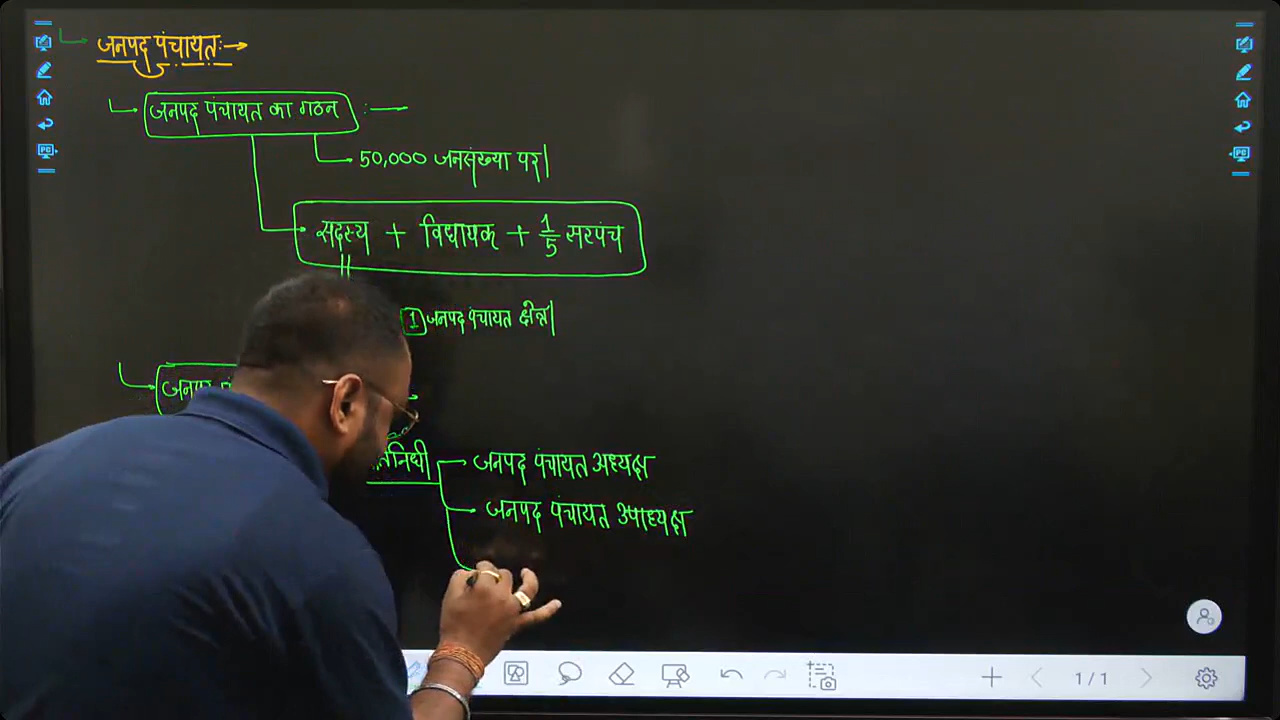 जनपद पंचायतः→
जनपद पंचायत का गठन :—
50,000 जनसंख्या पर|
सदस्य + विधायक + 1/5 सरपंच
1 जनपद पंचायत क्षेत्र|
जनपद
जनपद पंचायत अध्यक्ष
जनपद पंचायत उपाध्यक्ष
1/1